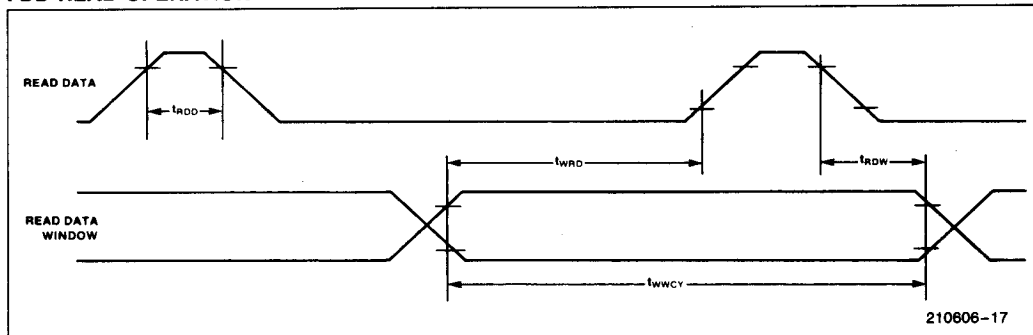 READ DATA
tRDD
tWRD
tRDW
READ DATA
WINDOW
tWWCY
210606-17